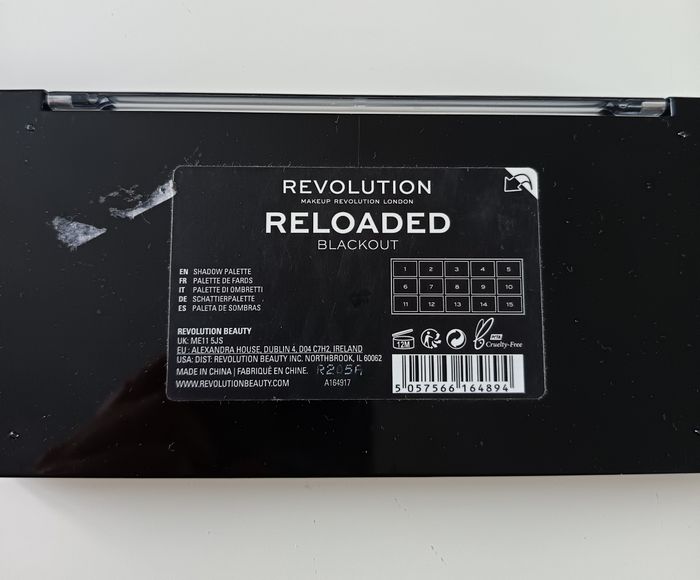 REVOLUTION
MAKEUP REVOLUTION LONDON
RELOADED
BLACKOUT
EN SHADOW PALETTE
FR PALETTE DE FARDS
IT PALETTE DI OMBRETTI
DE SCHATTIERPALETTE
ES PALETA DE SOMBRAS
1 2 3 4 5
6 7 8 9 10
11 12 13 14 15
REVOLUTION BEAUTY
UK: ME11 5JS
EU: ALEXANDRA HOUSE, DUBLIN 4, D04 C7H2, IRELAND
USA: DIST: REVOLUTION BEAUTY INC. NORTHBROOK, IL 60062
MADE IN CHINA | FABRIQUÉ EN CHINE. R205A
WWW.REVOLUTIONBEAUTY.COM A164917
12M
PETA
Cruelty-Free
5 057566 164894